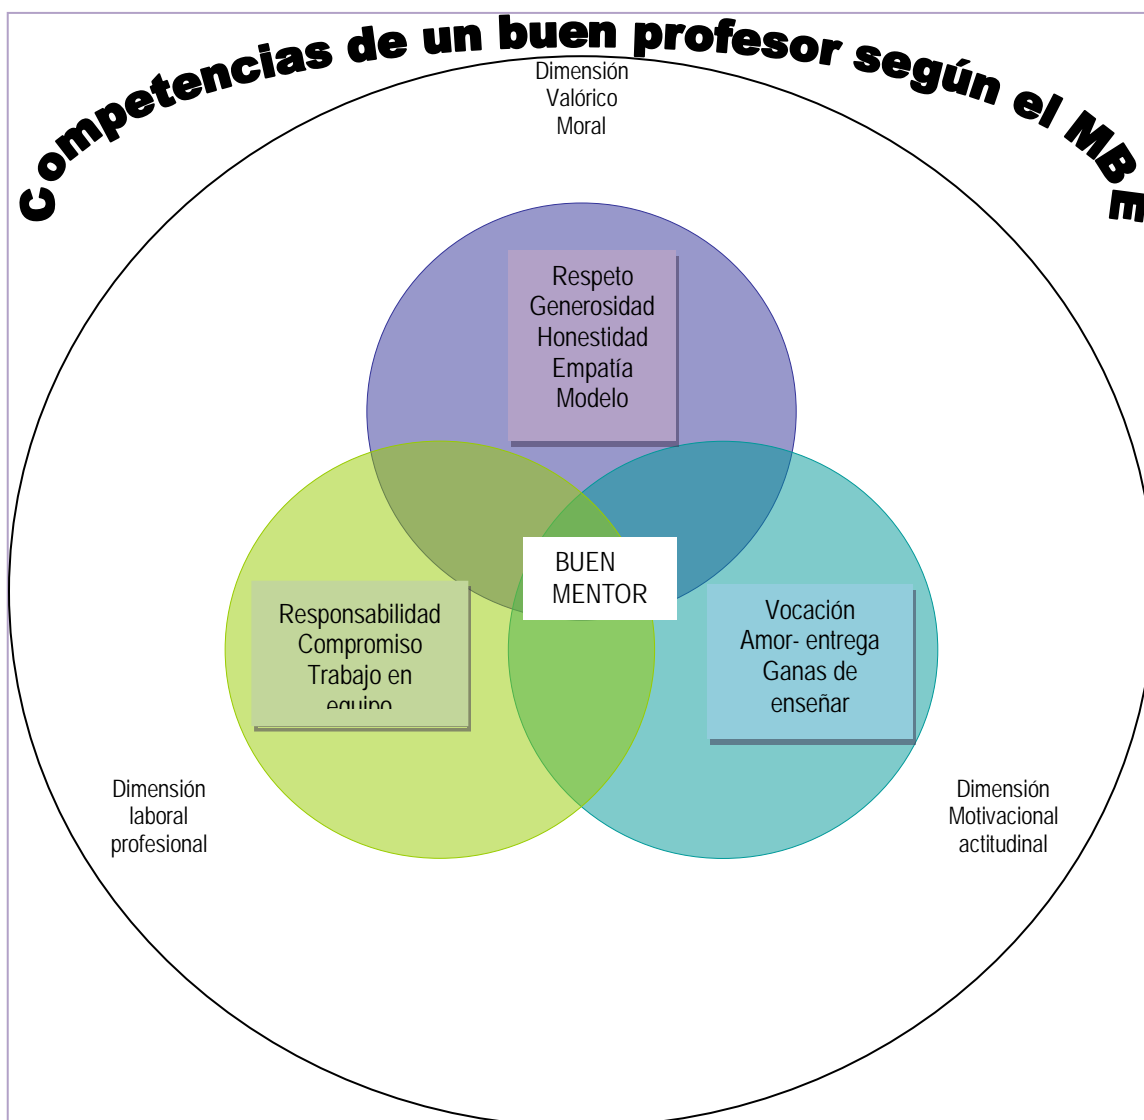 Competencias de un buen profesor según el MBE
Dimensión
Valórico
Moral
Respeto
Generosidad
Honestidad
Empatía
Modelo
BUEN
MENTOR
Responsabilidad
Compromiso
Trabajo en
equipo
Vocación
Amor- entrega
Ganas de
enseñar
Dimensión
laboral
profesional
Dimensión
Motivacional
actitudinal